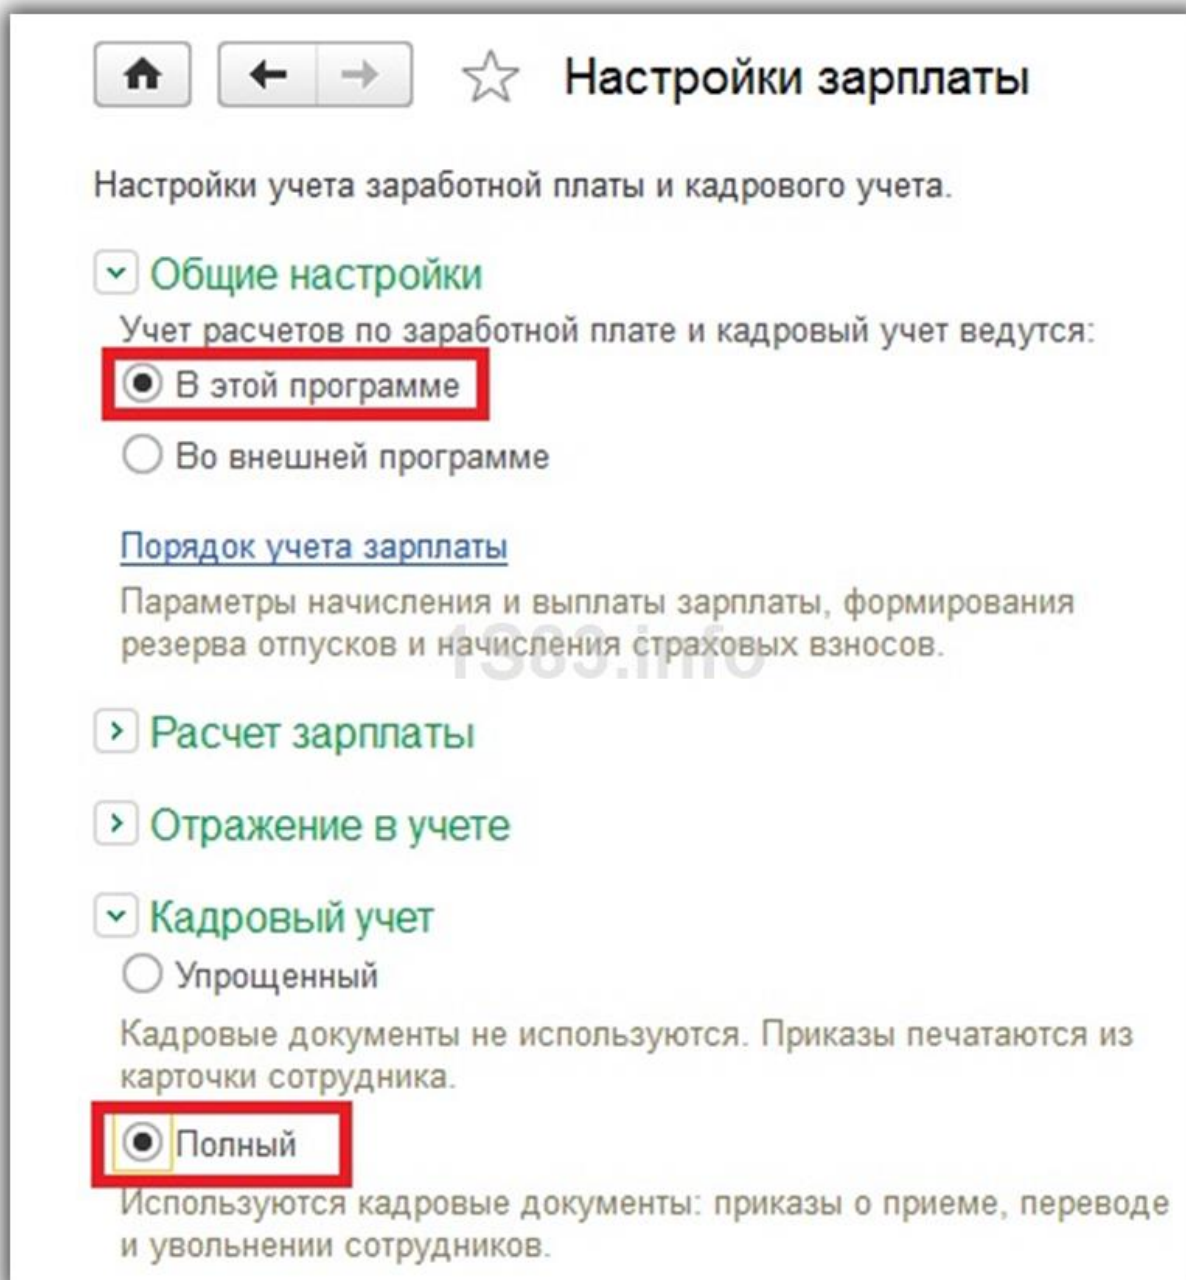 Настройки зарплаты
Настройки учета заработной платы и кадрового учета.
Общие настройки
Учет расчетов по заработной плате и кадровый учет ведутся:
В этой программе
Во внешней программе
Порядок учета зарплаты
Параметры начисления и выплаты зарплаты, формирования
резерва отпусков и начисления страховых взносов.
1S83.info
Расчет зарплаты
Отражение в учете
Кадровый учет
Упрощенный
Кадровые документы не используются. Приказы печатаются из
карточки сотрудника.
Полный
Используются кадровые документы: приказы о приеме, переводе
и увольнении сотрудников.